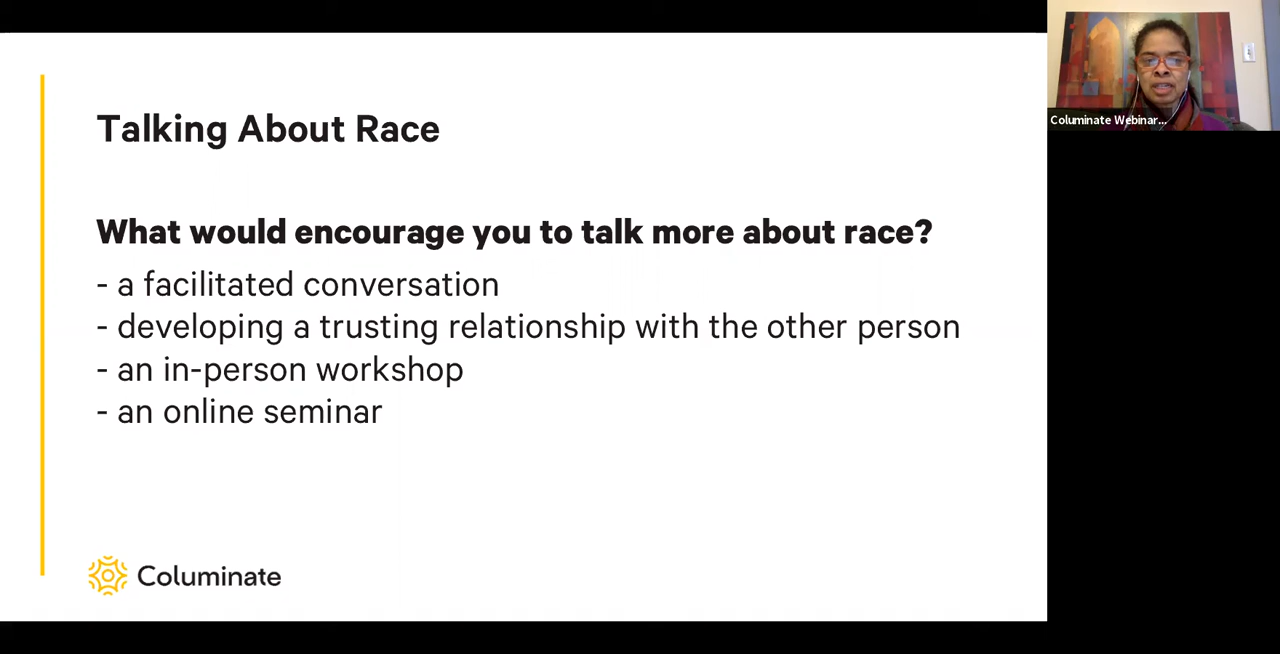 Talking About Race
What would encourage you to talk more about race?
- a facilitated conversation
- developing a trusting relationship with the other person
- an in-person workshop
- an online seminar
Columinate
Columinate Webinar...